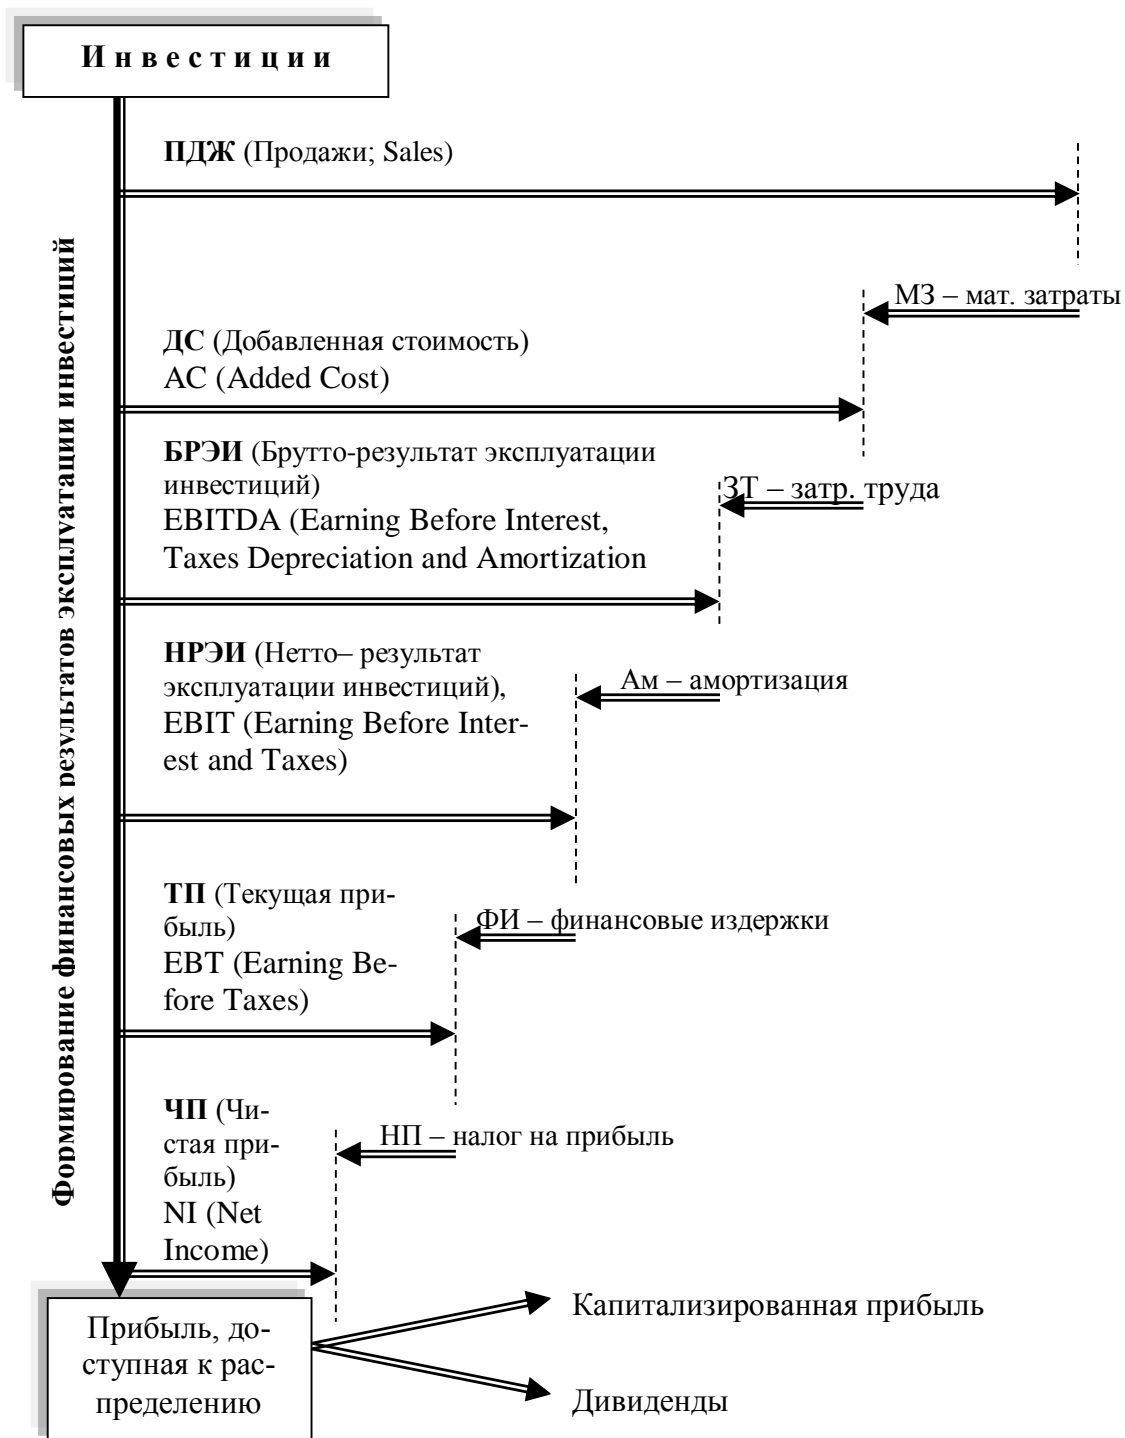 И н в е с т и ц и и
ПДЖ (Продажи; Sales)
МЗ – мат. затраты
ДС (Добавленная стоимость)
AC (Added Cost)
БРЭИ (Брутто-результат эксплуатации
инвестиций)
ЗТ – затр. труда
EBITDA (Earning Before Interest,
Taxes Depreciation and Amortization
НРЭИ (Нетто– результат
эксплуатации инвестиций),
Ам – амортизация
EBIT (Earning Before Inter-
est and Taxes)
ТП (Текущая при-
быль)
ФИ – финансовые издержки
EBT (Earning Be-
fore Taxes)
ЧП (Чи-
стая при-
быль)
НП – налог на прибыль
NI (Net
Income)
Формирование финансовых результатов эксплуатации инвестиций
Прибыль, до-
ступная к рас-
пределению
Капитализированная прибыль
Дивиденды